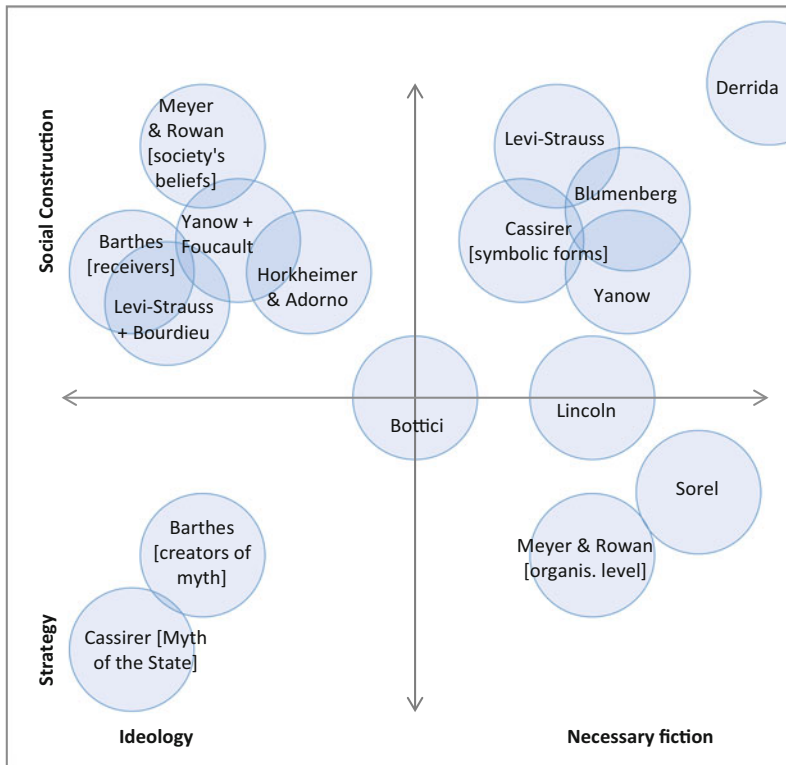 Derrida
Meyer
& Rowan
[society's
beliefs]
Levi-Strauss
Blumenberg
Yanow +
Foucault
Cassirer
[symbolic forms]
Barthes
[receivers]
Horkheimer
& Adorno
Yanow
Levi-Strauss
+ Bourdieu
Social Construction
Bottici
Lincoln
Sorel
Barthes
[creators of
myth]
Meyer & Rowan
[organis. level]
Cassirer [Myth
of the State]
Strategy
Ideology
Necessary fiction